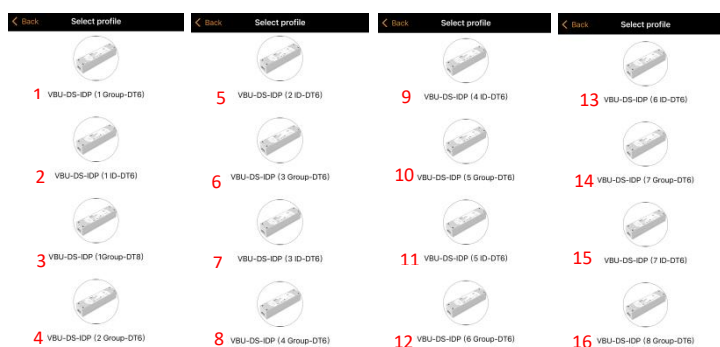 Back Select profile
1 VBU-DS-IDP (1 Group-DT6)
2 VBU-DS-IDP (1 ID-DT6)
3 VBU-DS-IDP (1Group-DT8)
4 VBU-DS-IDP (2 Group-DT6)
Back Select profile
5 VBU-DS-IDP (2 ID-DT6)
6 VBU-DS-IDP (3 Group-DT6)
7 VBU-DS-IDP (3 ID-DT6)
8 VBU-DS-IDP (4 Group-DT6)
Back Select profile
9 VBU-DS-IDP (4 ID-DT6)
10 VBU-DS-IDP (5 Group-DT6)
11 VBU-DS-IDP (5 ID-DT6)
12 VBU-DS-IDP (6 Group-DT6)
Back Select profile
13 VBU-DS-IDP (6 ID-DT6)
14 VBU-DS-IDP (7 Group-DT6)
15 VBU-DS-IDP (7 ID-DT6)
16 VBU-DS-IDP (8 Group-DT6)